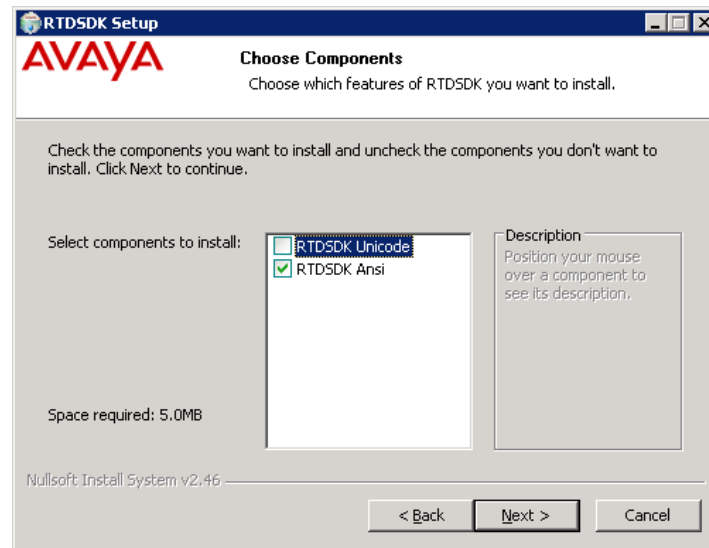 RTDSDK Setup
AVAYA
Choose Components
Choose which features of RTDSDK you want to install.
Check the components you want to install and uncheck the components you don't want to
install. Click Next to continue.
Select components to install:
RTDSDK Unicode
RTDSDK Ansi
Description
Position your mouse
over a component to
see its description.
Space required: 5.0MB
Nullsoft Install System v2.46
< Back
Next >
Cancel